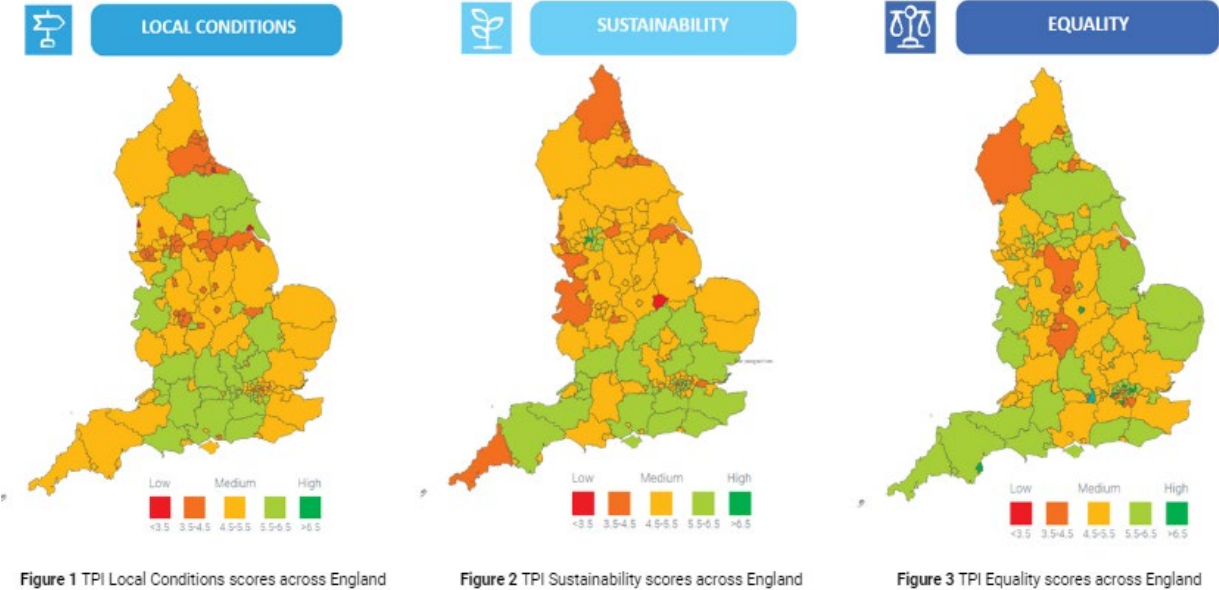 LOCAL CONDITIONS
SUSTAINABILITY
EQUALITY
Low Medium High
<3.5 3.5-4.5 4.5-5.5 5.5-6.5 >6.5
Low Medium High
<3.5 3.5-4.5 4.5-5.5 5.5-6.5 >6.5
Low Medium High
<3.5 3.5-4.5 4.5-5.5 5.5-6.5 >6.5
Figure 1 TPI Local Conditions scores across England
Figure 2 TPI Sustainability scores across England
Figure 3 TPI Equality scores across England